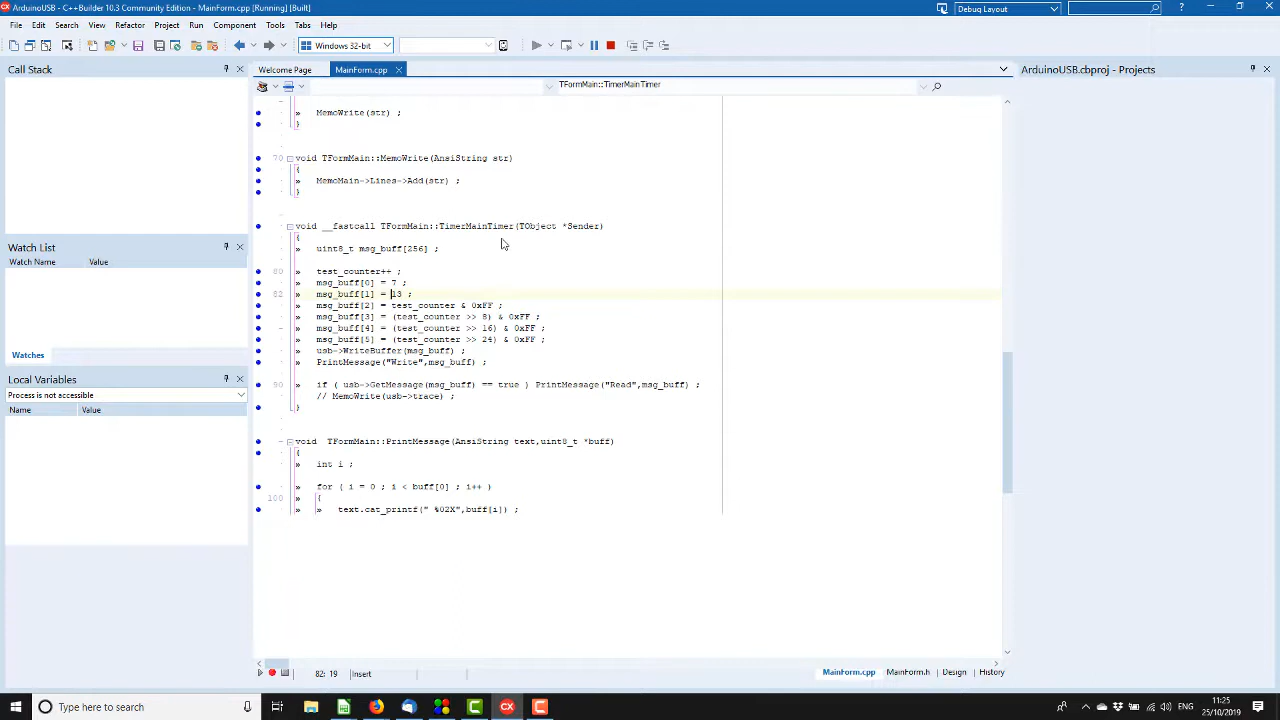 ArduinoUSB - C++Builder 10.3 Community Edition - MainForm.cpp [Running] [Built]
Debug Layout
File Edit Search View Refactor Project Run Component Tools Tabs Help
Windows 32-bit
Call Stack
Welcome Page MainForm.cpp
ArduinoUSB.cbproj - Projects
TFormMain::TimerMainTimer
MemoWrite(str) ;
}
70 void TFormMain::MemoWrite(AnsiString str)
{
MemoMain->Lines->Add(str) ;
}
void __fastcall TFormMain::TimerMainTimer(TObject *Sender)
{
Watch List
uint8_t msg_buff[256] ;
Watch Name Value
80 test_counter++ ;
msg_buff[0] = 7 ;
82 msg_buff[1] = 13 ;
msg_buff[2] = test_counter & 0xFF ;
msg_buff[3] = (test_counter >> 8) & 0xFF ;
msg_buff[4] = (test_counter >> 16) & 0xFF ;
msg_buff[5] = (test_counter >> 24) & 0xFF ;
usb->WriteBuffer(msg_buff) ;
Watches
PrintMessage("Write",msg_buff) ;
Local Variables
90 if ( usb->GetMessage(msg_buff) == true ) PrintMessage("Read",msg_buff) ;
Process is not accessible
// MemoWrite(usb->trace) ;
Name Value
}
void TFormMain::PrintMessage(AnsiString text,uint8_t *buff)
{
int i ;
for ( i = 0 ; i < buff[0] ; i++ )
100 {
text.cat_printf(" %02X",buff[i]) ;
82: 19 Insert
MainForm.cpp MainForm.h Design History
Type here to search
11:25
25/10/2019